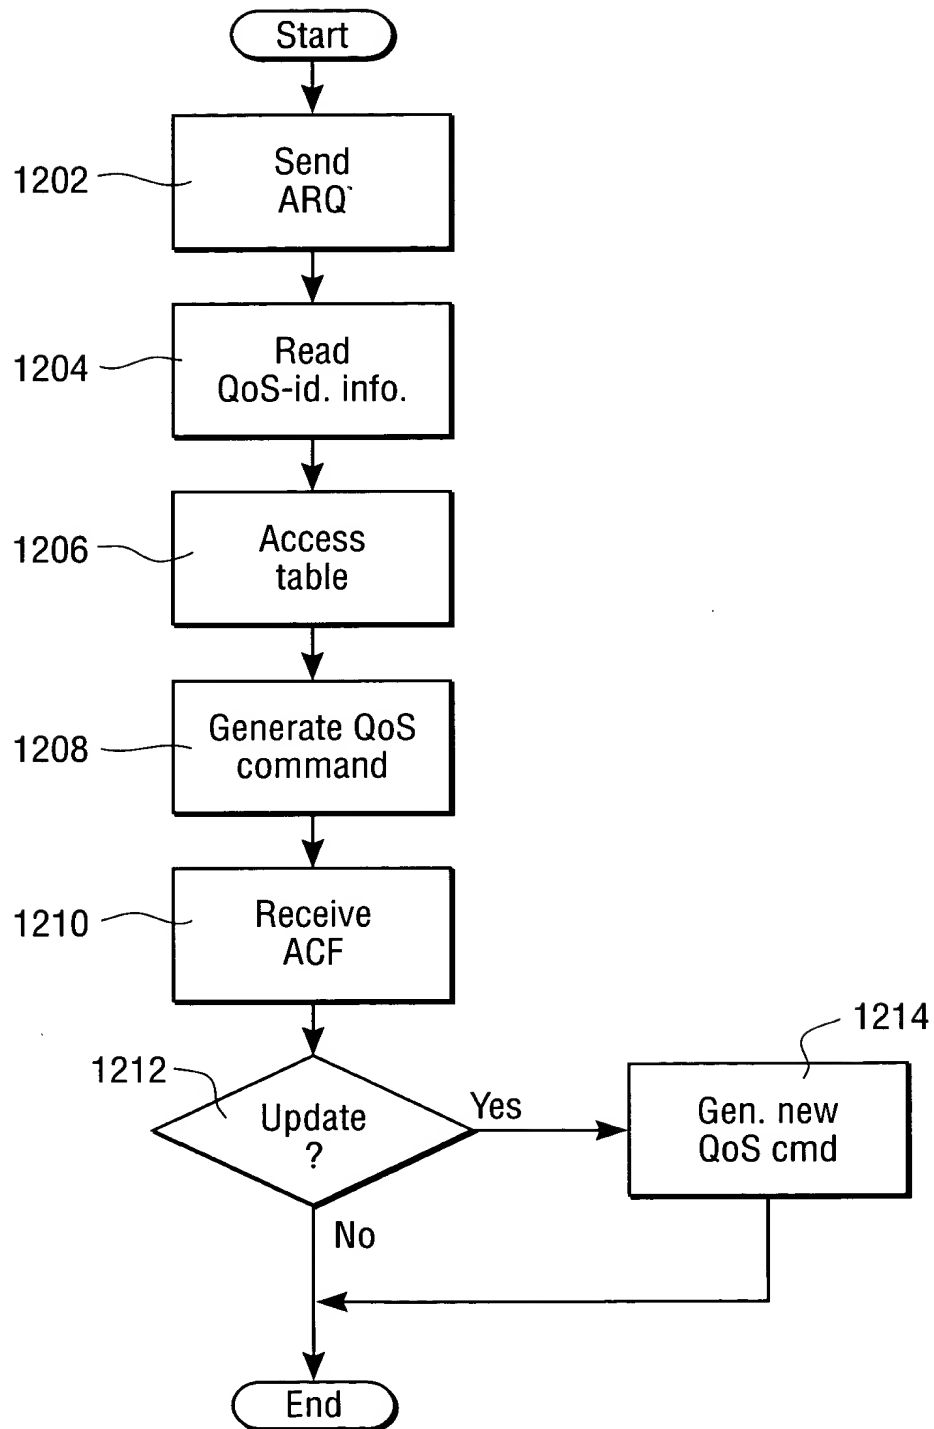 Start
1202
Send
ARQ
1204
Read
QoS-id. info.
1206
Access
table
1208
Generate QoS
command
1210
Receive
ACF
1212
Update
?
Yes
1214
Gen. new
QoS cmd
No
End